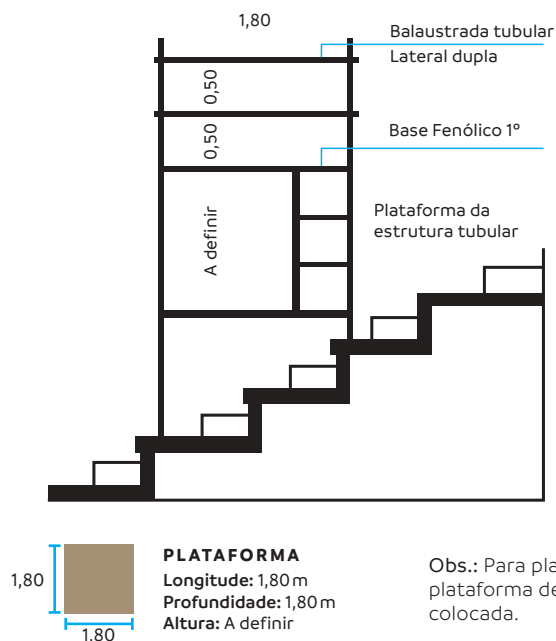 1,80
Balaustrada tubular
Lateral dupla
0,50
0,50
Base Fenólico 1º
A definir
Plataforma da
estrutura tubular
1,80
1,80
PLATAFORMA
Longitude: 1,80 m
Profundidade: 1,80 m
Altura: A definir
Obs.: Para pla
plataforma de
colocada.